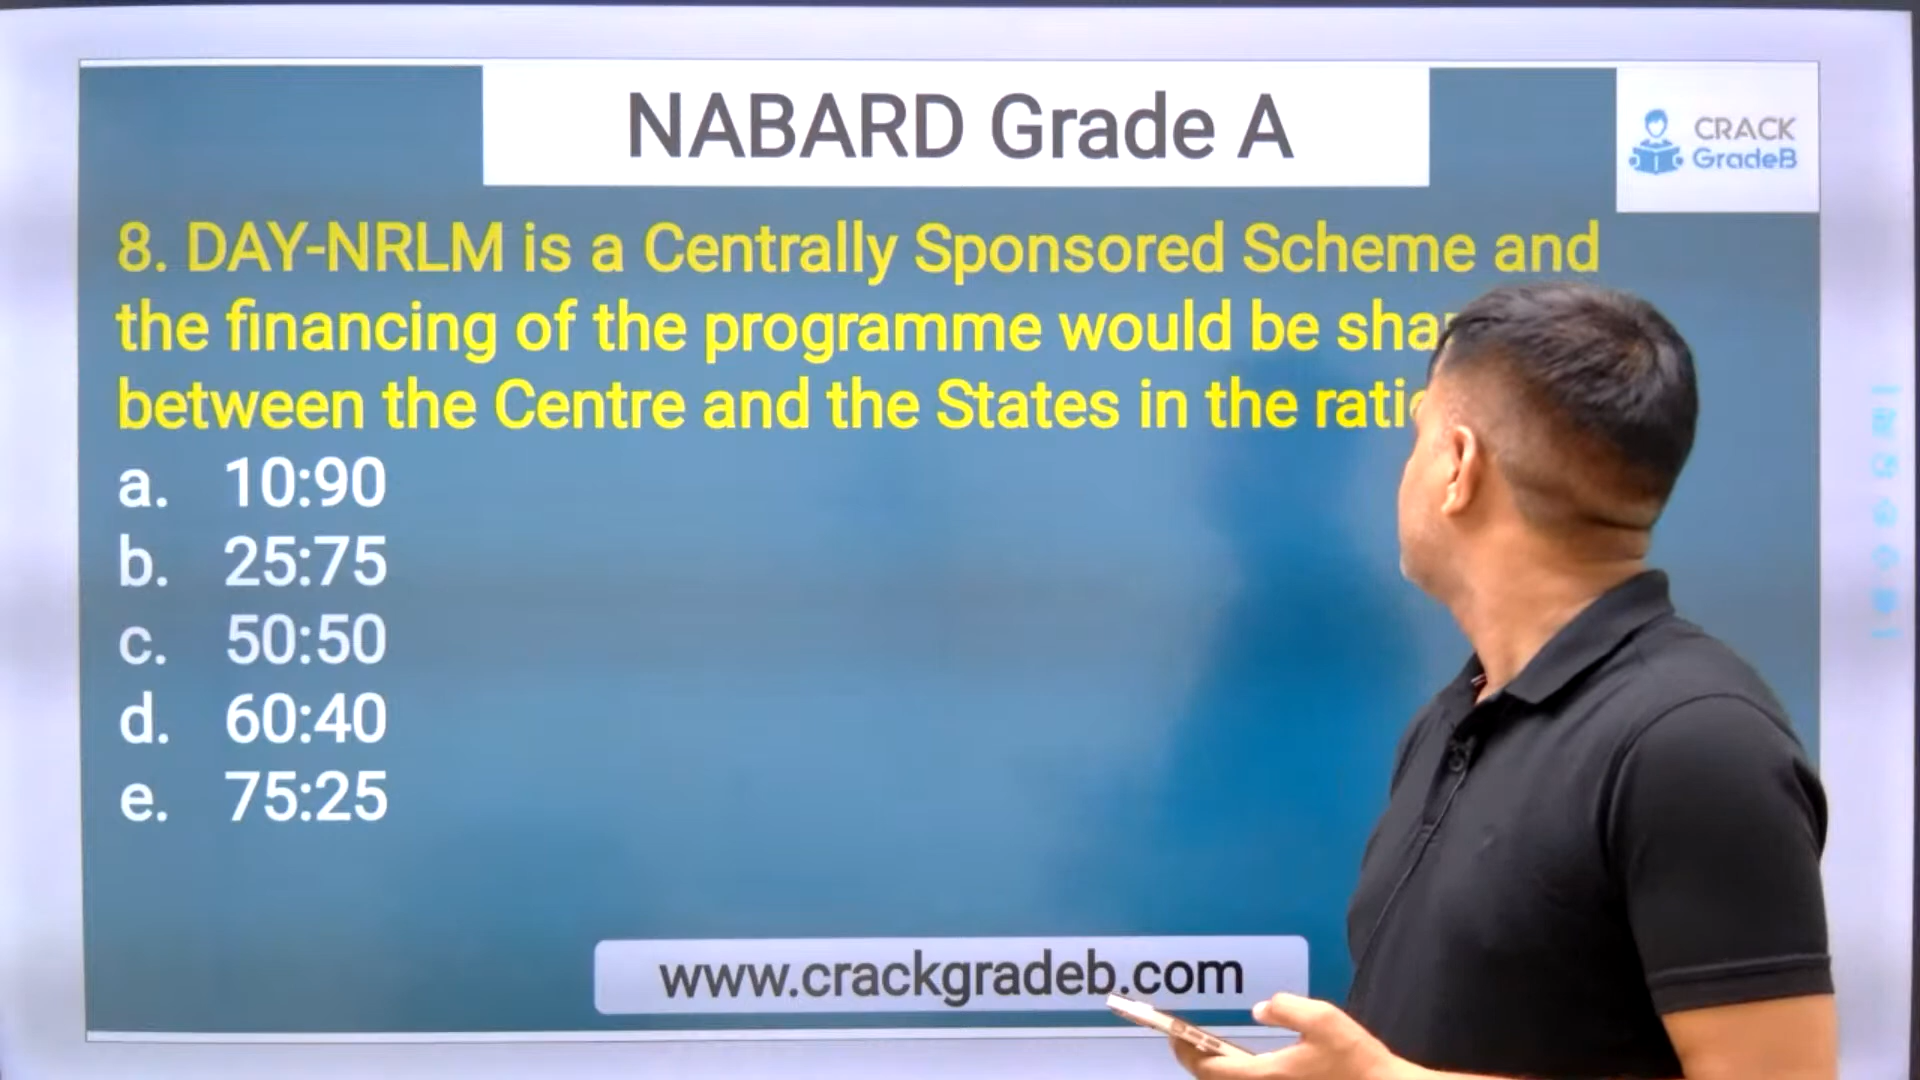 NABARD Grade A
CRACK
GradeB
8. DAY-NRLM is a Centrally Sponsored Scheme and
the financing of the programme would be
between the Centre and the States in the
a. 10:90
b. 25:75
c. 50:50
d. 60:40
e. 75:25
www.crackgradeb.com